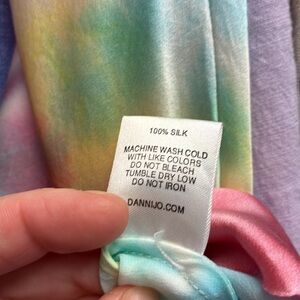 100% SILK
MACHINE WASH COLD
WITH LIKE COLORS
DO NOT BLEACH
TUMBLE DRY LOW
DO NOT IRON
DANNIJO.COM